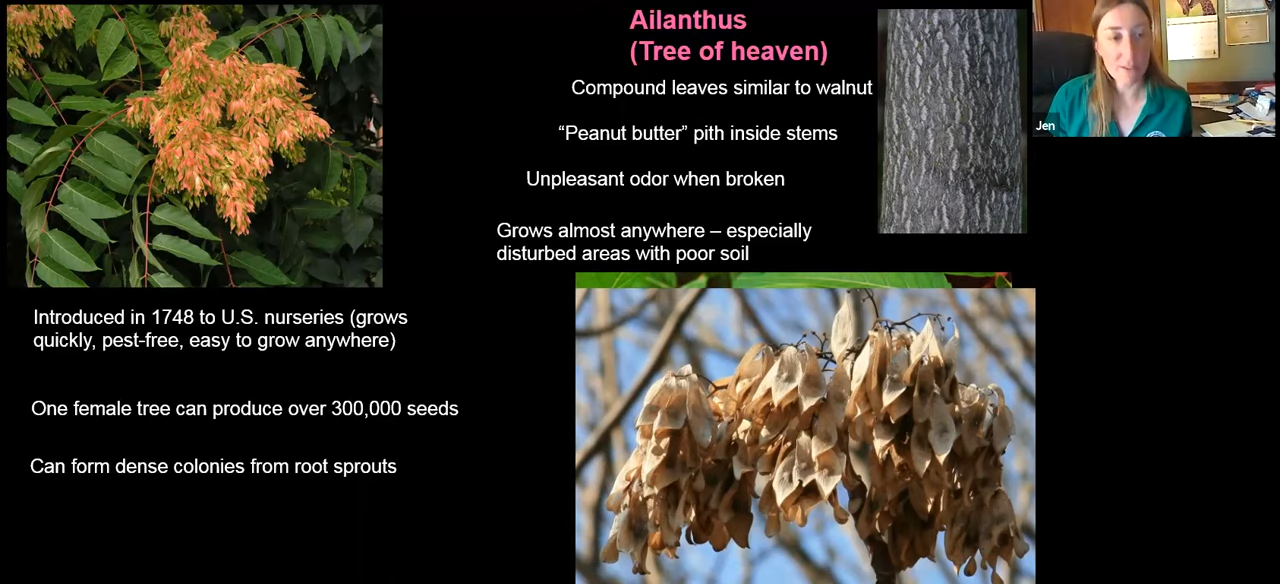 Ailanthus
(Tree of heaven)
Compound leaves similar to walnut
“Peanut butter” pith inside stems
Unpleasant odor when broken
Grows almost anywhere – especially
disturbed areas with poor soil
Introduced in 1748 to U.S. nurseries (grows
quickly, pest-free, easy to grow anywhere)
One female tree can produce over 300,000 seeds
Can form dense colonies from root sprouts
Jen